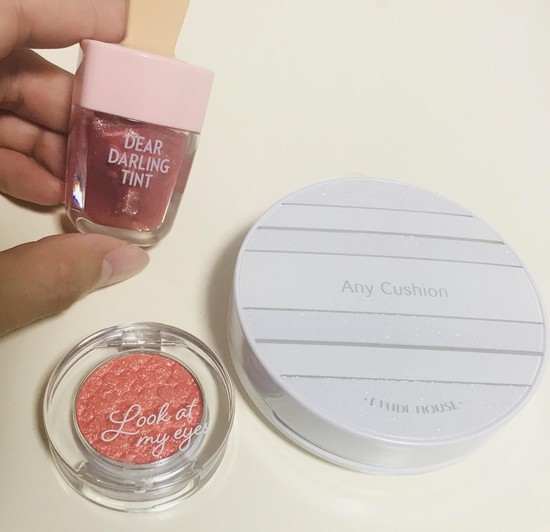 DEAR
DARLING
TINT
Any Cushion
ETUDE HOUSE
Look at
my eyes